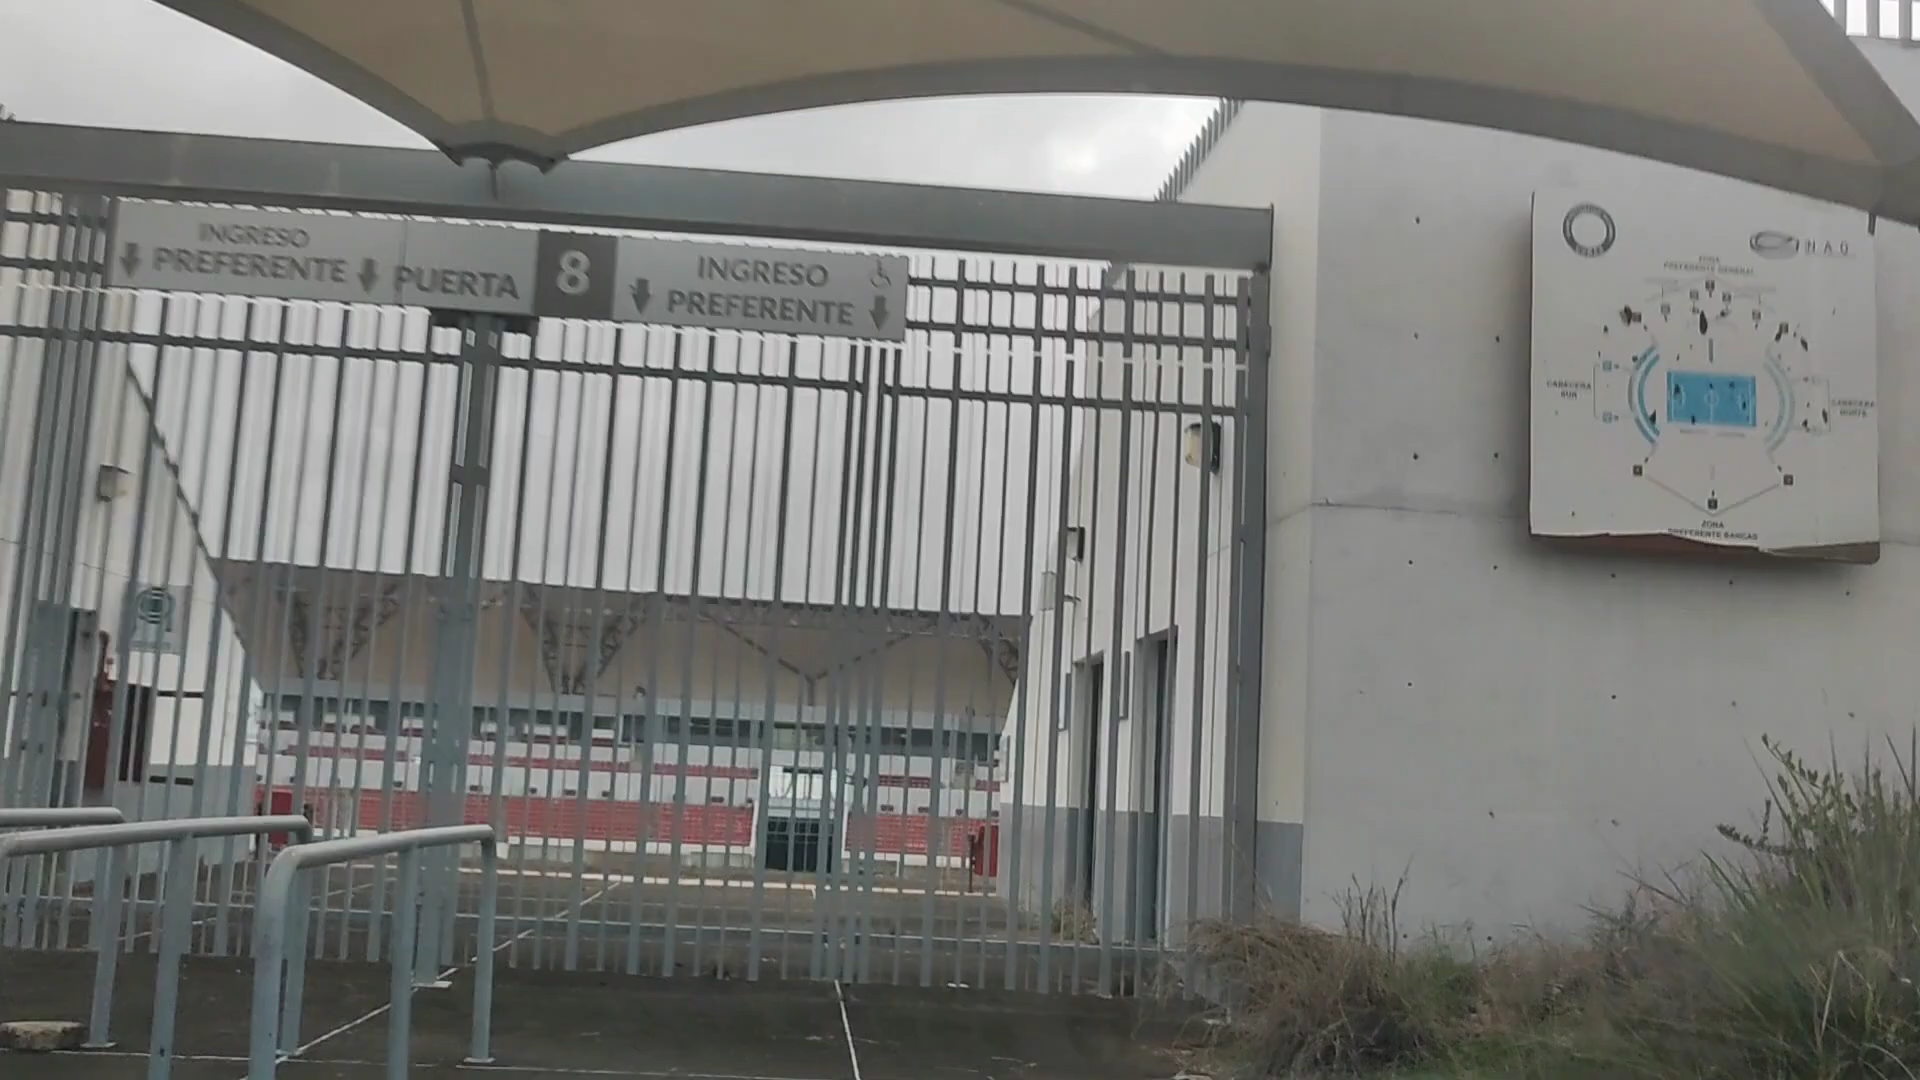 INGRESO
PREFERENTE
PUERTA
8
INGRESO
PREFERENTE
ZONA
PREFERENTE GENERAL
CABECERA
SUR
CABECERA
NORTE
ZONA
PREFERENTE BANCAS